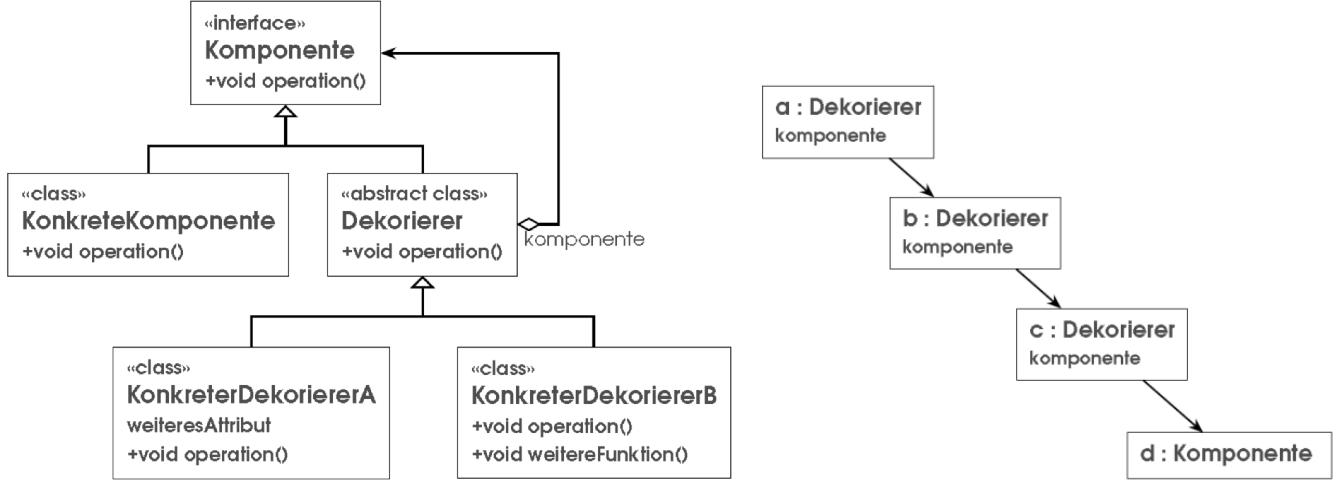 «interface»
Komponente
+void operation()
«class»
KonkreteKomponente
+void operation()
«abstract class»
Dekorierer
+void operation()
komponente
«class»
KonkreterDekoriererA
weiteresAttribut
+void operation()
«class»
KonkreterDekoriererB
+void operation()
+void weitereFunktion()
a : Dekorierer
komponente
b : Dekorierer
komponente
c : Dekorierer
komponente
d : Komponente